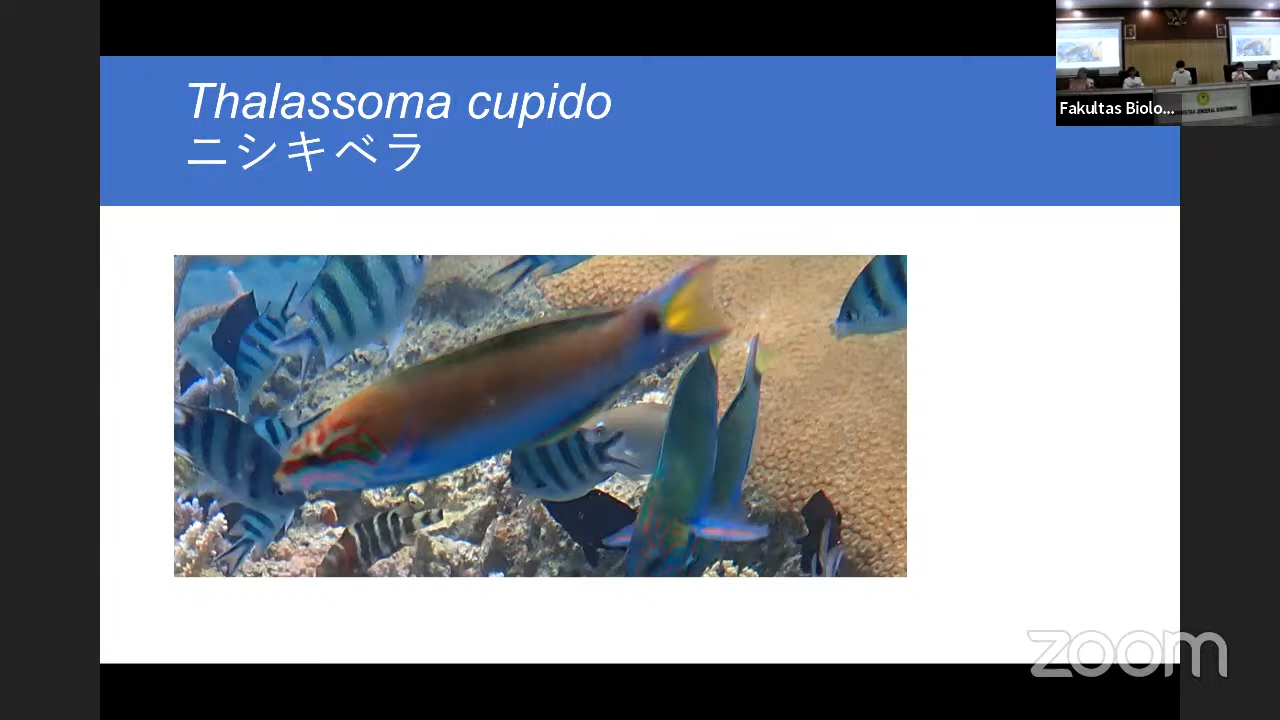 Thalassoma cupido
ニシキベラ
Fakultas Biolo...
zoom